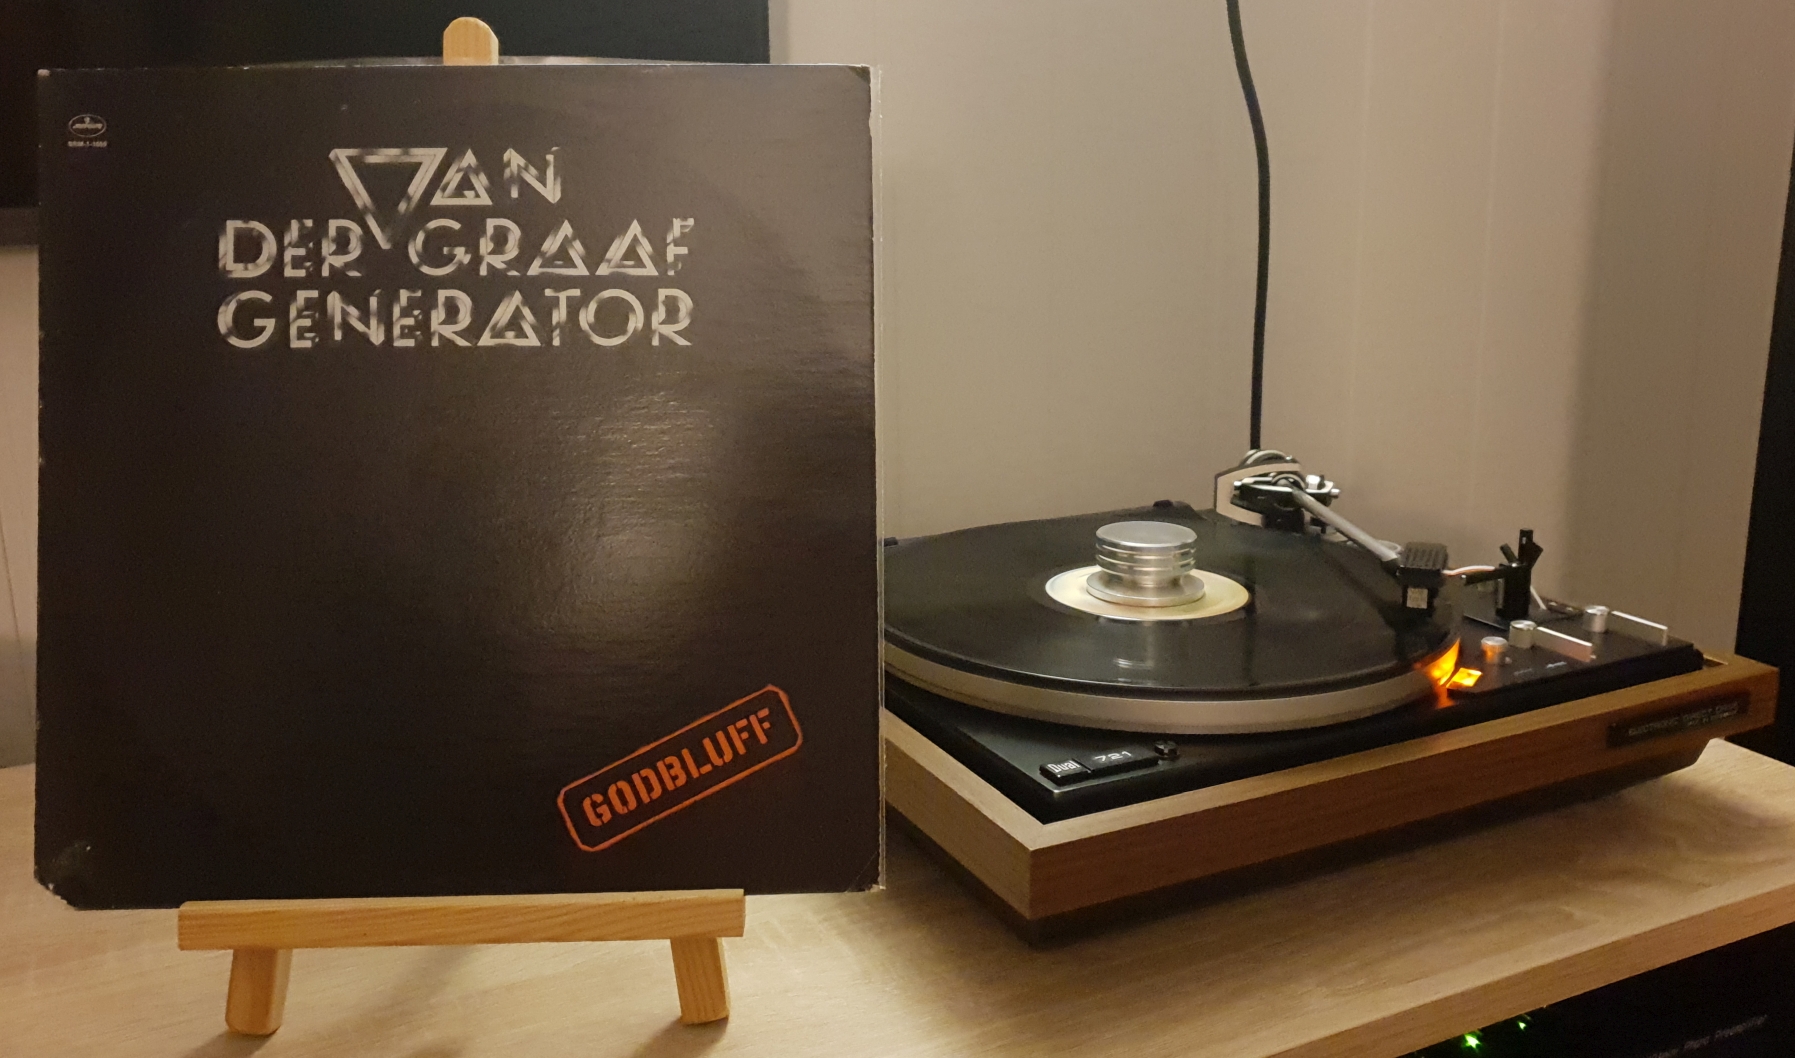 VAN
DER GRAAF
GENERATOR
GODBLUFF
Dual 721